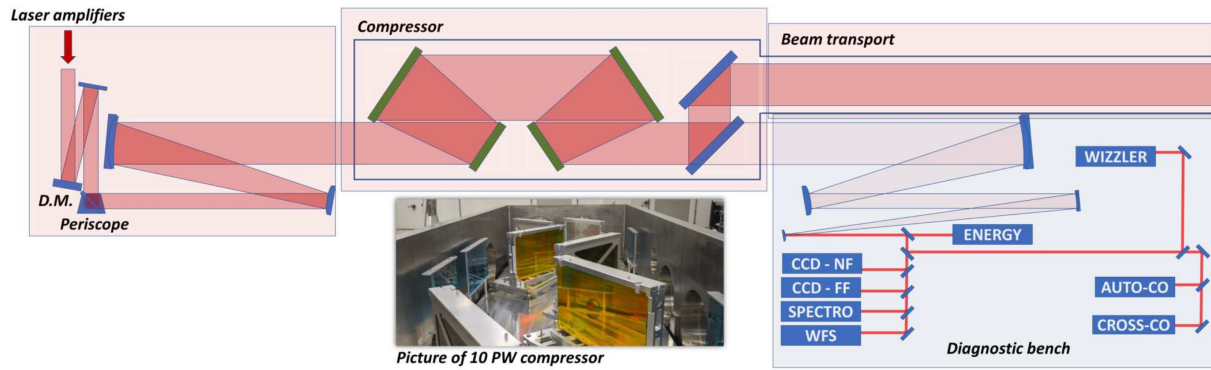 Laser amplifiers
Compressor
Beam transport
D.M.
Periscope
WIZZLER
ENERGY
CCD - NF
CCD - FF
SPECTRO
WFS
AUTO-CO
CROSS-CO
Picture of 10 PW compressor
Diagnostic bench